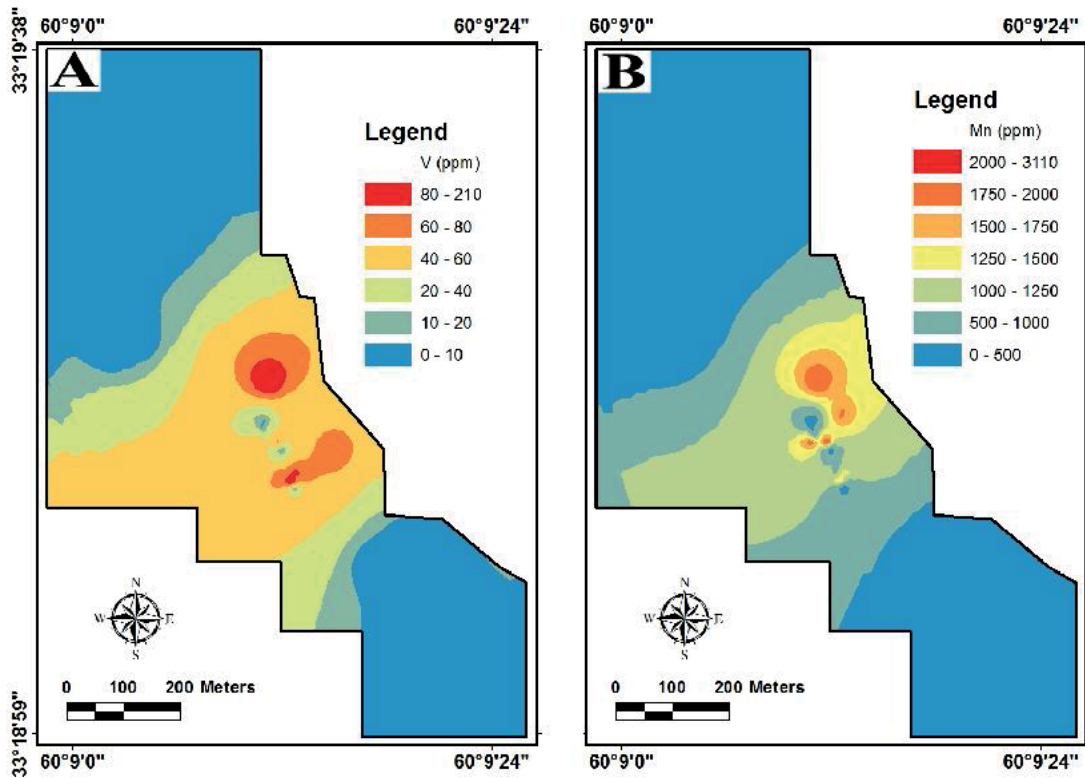 60°9'0" 60°9'24"
33°19'38"
33°18'59"
A
Legend
V (ppm)
80 - 210
60 - 80
40 - 60
20 - 40
10 - 20
0 - 10
N
W E
S
0 100 200 Meters
60°9'0" 60°9'24"
60°9'0" 60°9'24"
B
Legend
Mn (ppm)
2000 - 3110
1750 - 2000
1500 - 1750
1250 - 1500
1000 - 1250
500 - 1000
0 - 500
N
W E
S
0 100 200 Meters
60°9'0" 60°9'24"